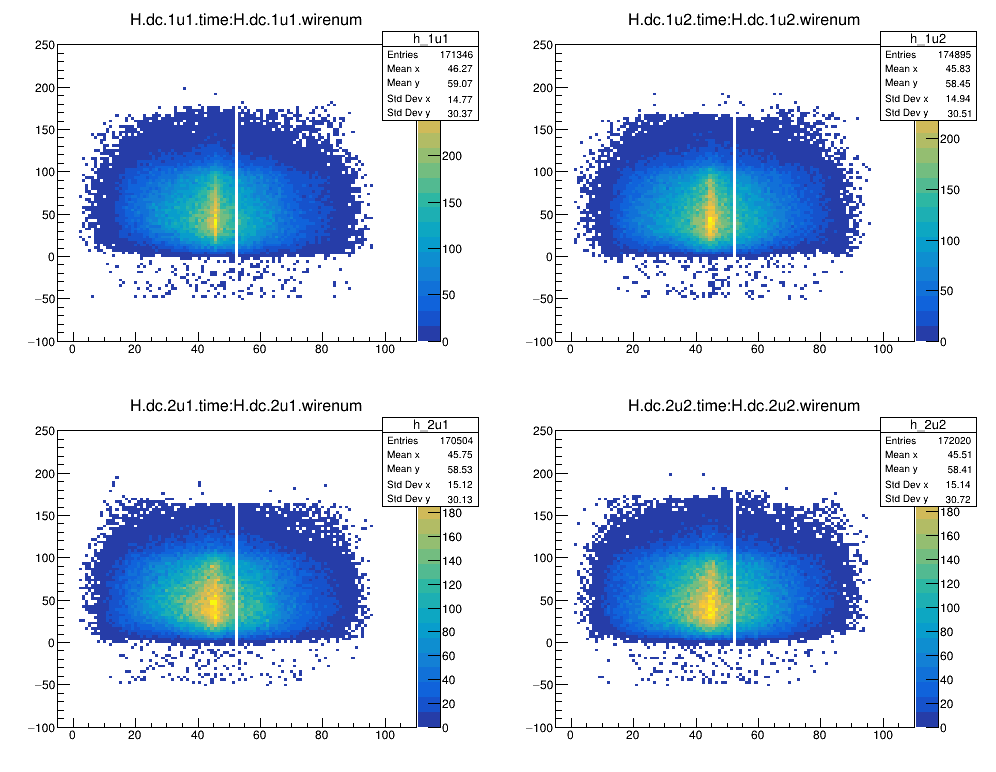 H.dc.1u1.time:H.dc.1u1.wirenum
h_1u1
Entries 171346
Mean x 46.27
Mean y 59.07
Std Dev x 14.77
Std Dev y 30.37
250
200
150
100
50
0
−50
−100
0 20 40 60 80 100
200
150
100
50
0
H.dc.1u2.time:H.dc.1u2.wirenum
h_1u2
Entries 174895
Mean x 45.83
Mean y 58.45
Std Dev x 14.94
Std Dev y 30.51
250
200
150
100
50
0
−50
−100
0 20 40 60 80 100
200
150
100
50
0
H.dc.2u1.time:H.dc.2u1.wirenum
h_2u1
Entries 170504
Mean x 45.75
Mean y 58.53
Std Dev x 15.12
Std Dev y 30.13
250
200
150
100
50
0
−50
−100
0 20 40 60 80 100
180
160
140
120
100
80
60
40
20
0
H.dc.2u2.time:H.dc.2u2.wirenum
h_2u2
Entries 172020
Mean x 45.51
Mean y 58.41
Std Dev x 15.14
Std Dev y 30.72
250
200
150
100
50
0
−50
−100
0 20 40 60 80 100
180
160
140
120
100
80
60
40
20
0